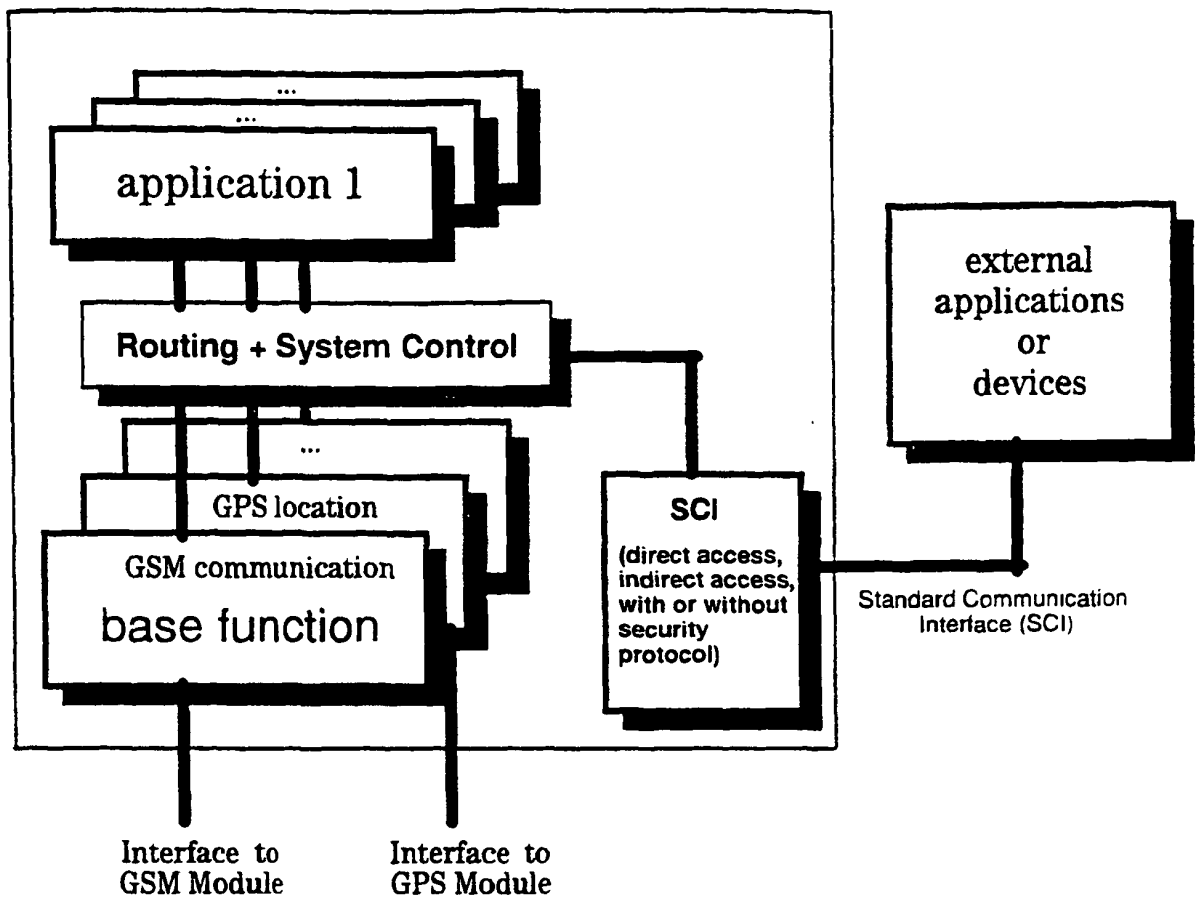 ...
...
application 1
Routing + System Control
...
GPS location
GSM communication
base function
SCI
(direct access,
indirect access,
with or without
security
protocol)
external
applications
or
devices
Standard Communication
Interface (SCI)
Interface to
GSM Module
Interface to
GPS Module